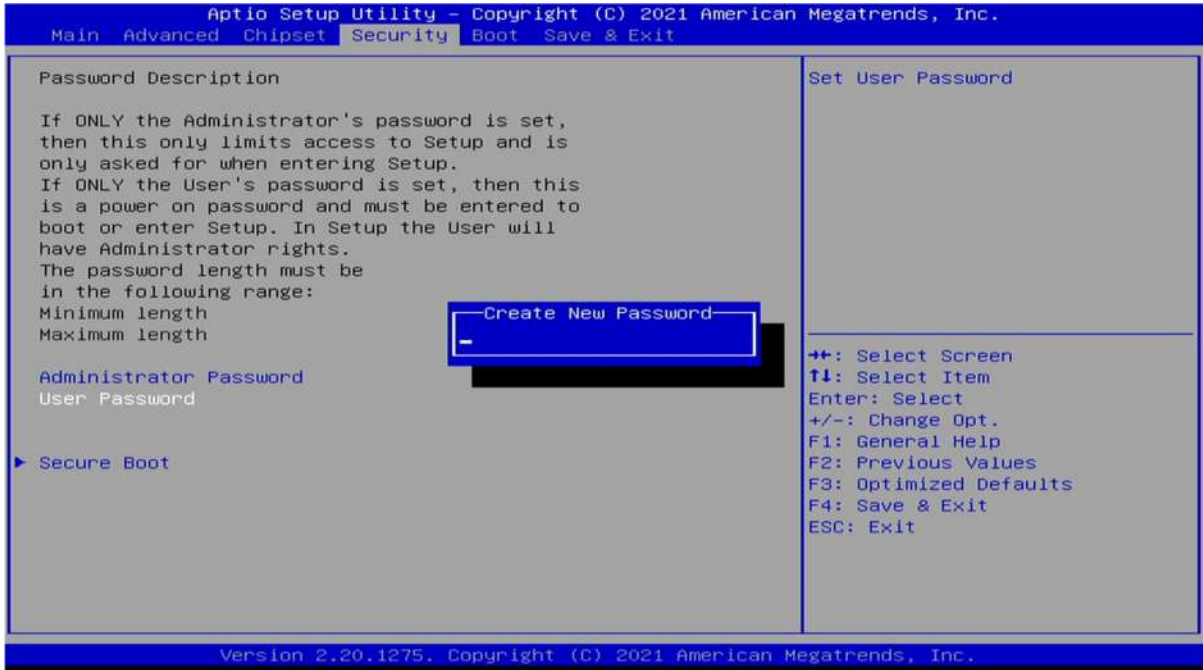 Aptio Setup Utility – Copyright (C) 2021 American Megatrends, Inc.
Main Advanced Chipset Security Boot Save & Exit
Password Description
If ONLY the Administrator's password is set,
then this only limits access to Setup and is
only asked for when entering Setup.
If ONLY the User's password is set, then this
is a power on password and must be entered to
boot or enter Setup. In Setup the User will
have Administrator rights.
The password length must be
in the following range:
Minimum length
Maximum length
Administrator Password
User Password
Secure Boot
Create New Password
Set User Password
→←: Select Screen
↑↓: Select Item
Enter: Select
+/-: Change Opt.
F1: General Help
F2: Previous Values
F3: Optimized Defaults
F4: Save & Exit
ESC: Exit
Version 2.20.1275. Copyright (C) 2021 American Megatrends, Inc.